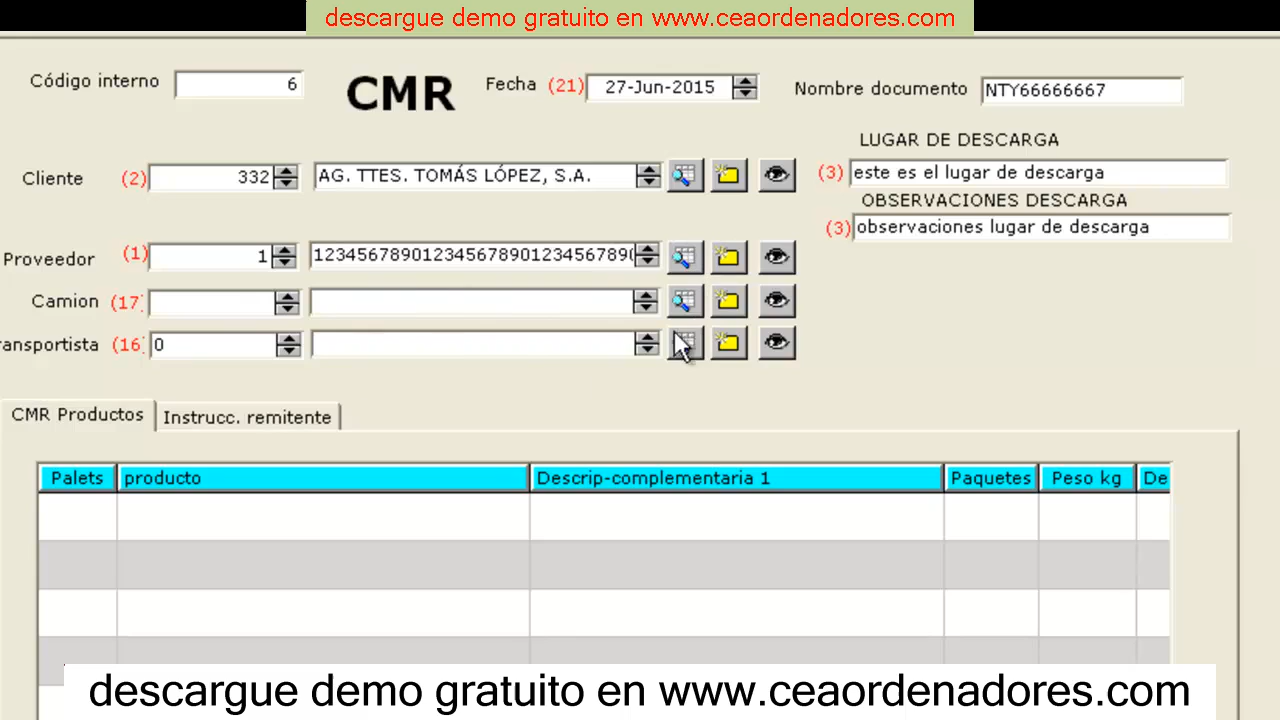 descargue demo gratuito en www.ceaordenadores.com
Código interno 6 CMR Fecha (21) 27-Jun-2015 Nombre documento NTY66666667
LUGAR DE DESCARGA
Cliente (2) 332 AG. TTES. TOMÁS LÓPEZ, S.A. (3) este es el lugar de descarga
OBSERVACIONES DESCARGA
(3) observaciones lugar de descarga
Proveedor (1) 1 12345678901234567890123456789(
Camion (17)
ransportista (16) 0
CMR Productos Instrucc. remitente
Palets producto Descrip-complementaria 1 Paquetes Peso kg De
descargue demo gratuito en www.ceaordenadores.com